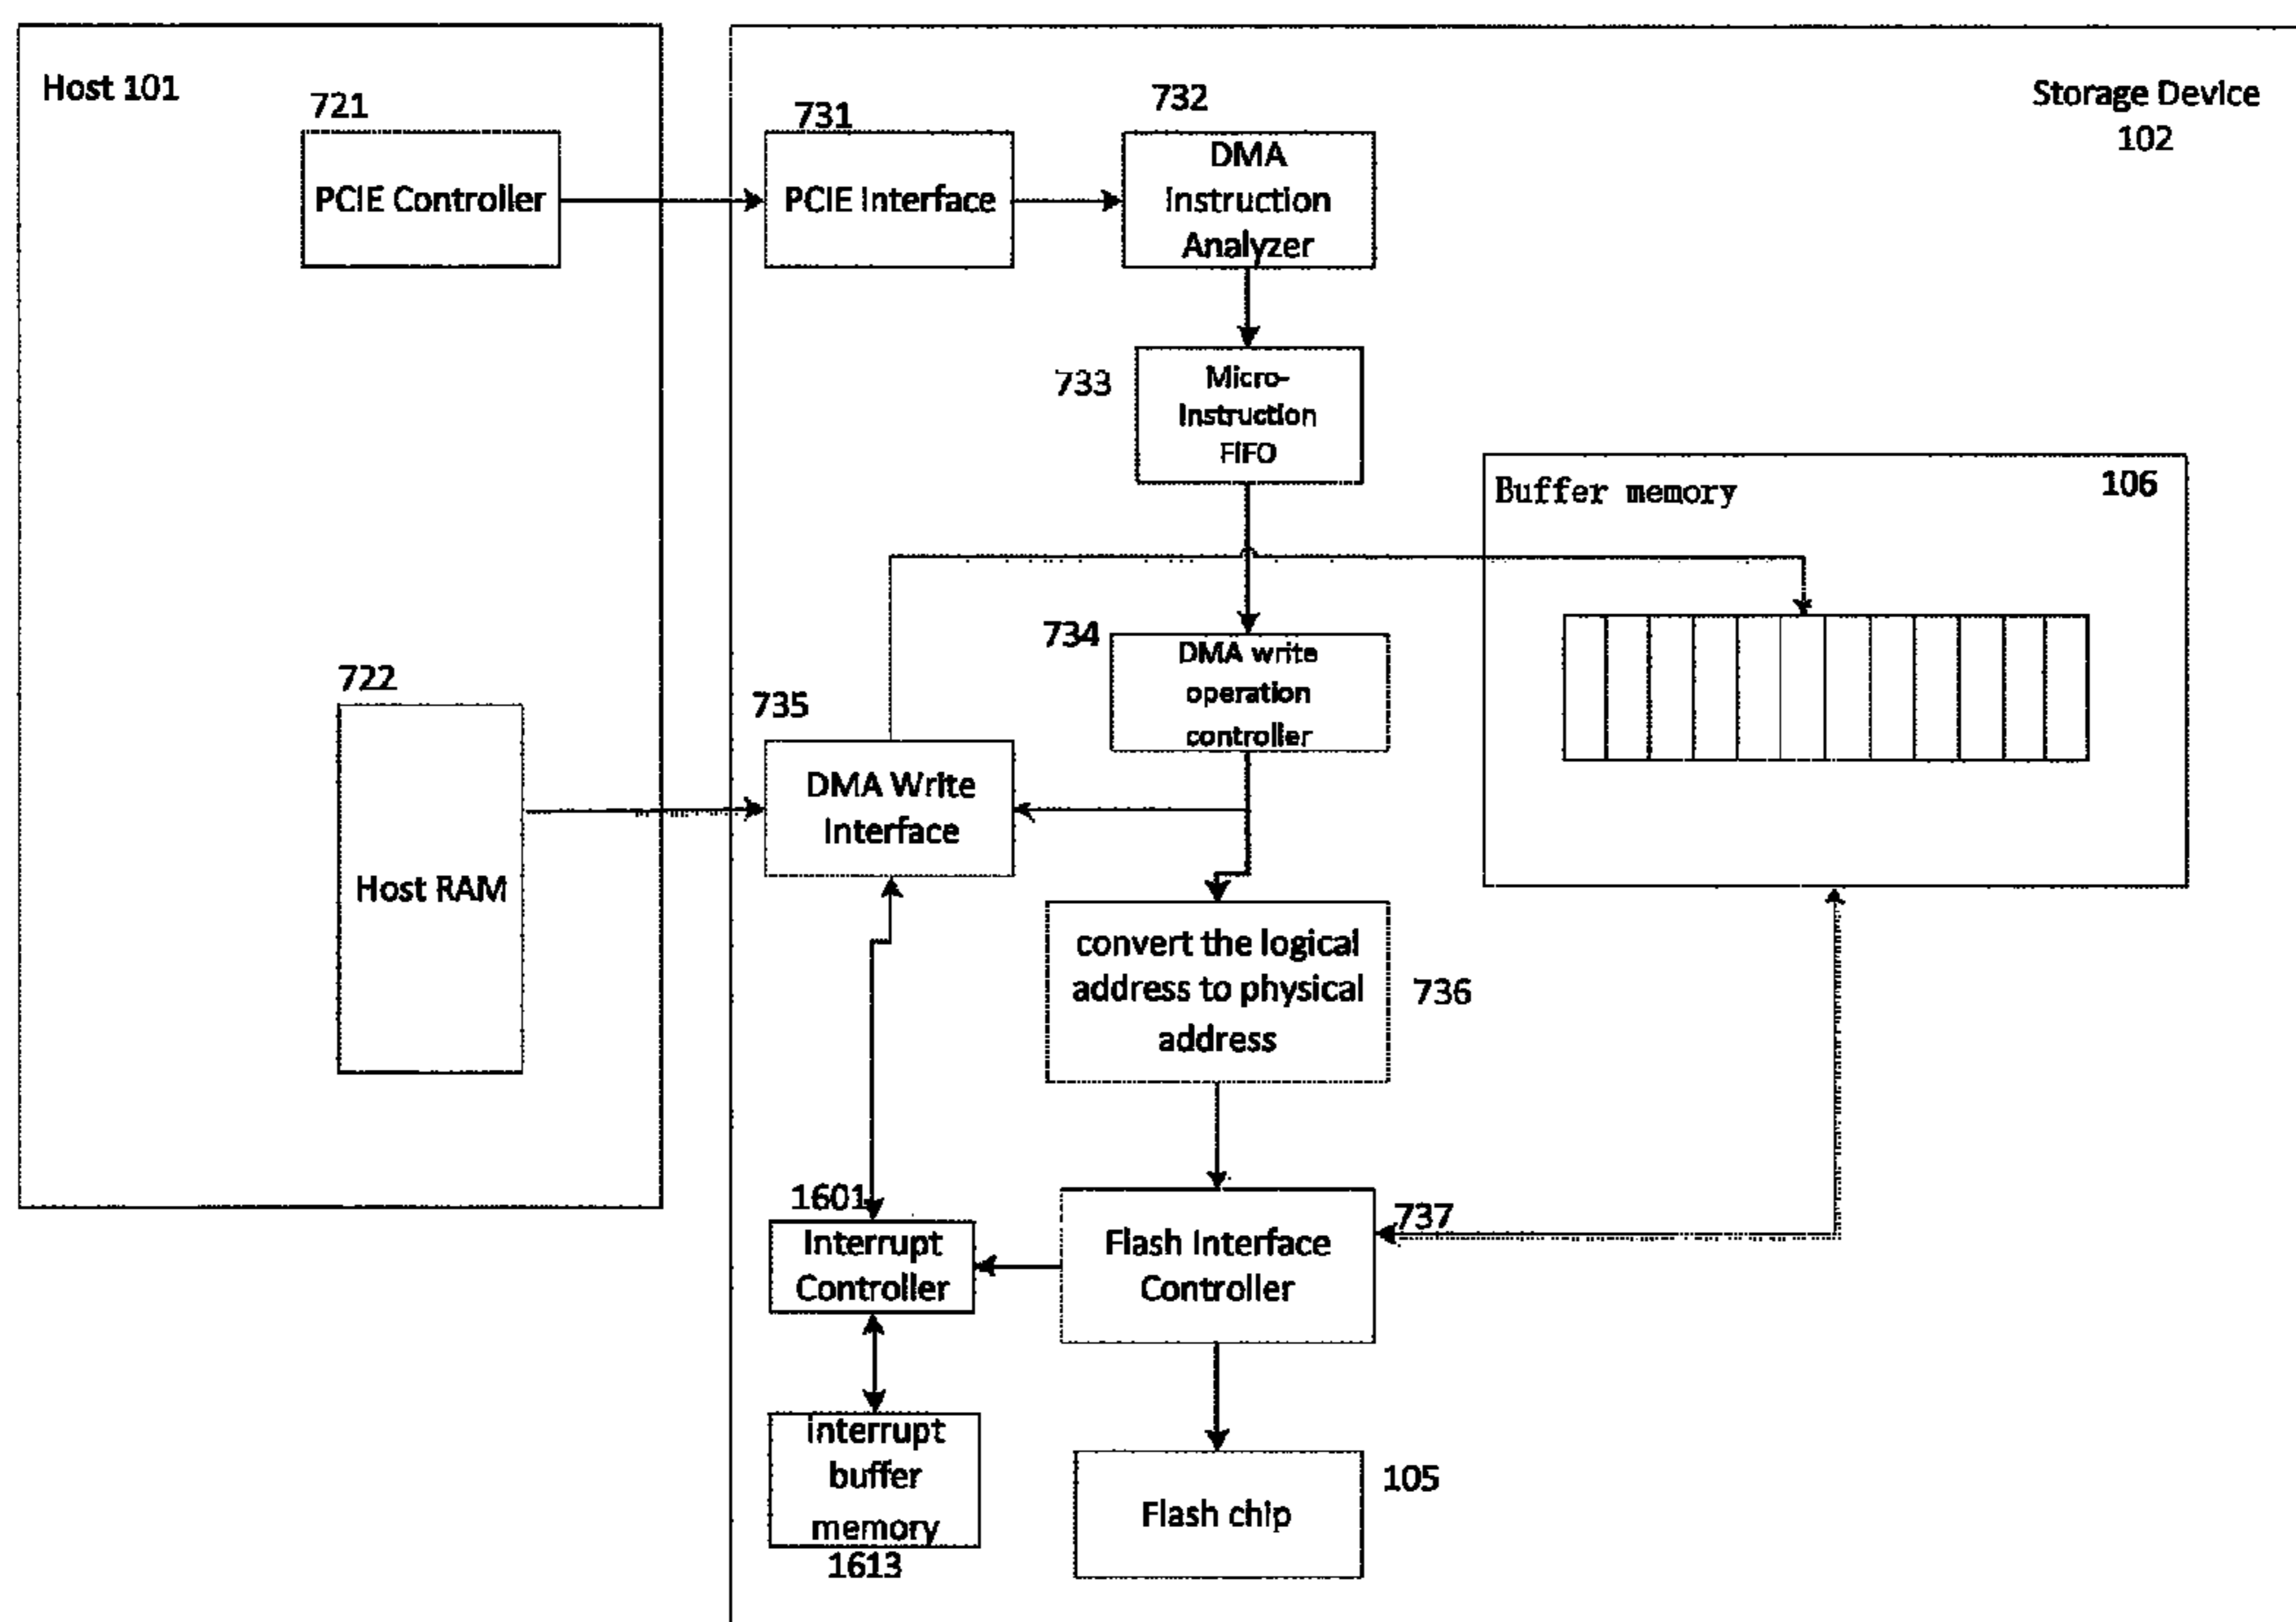 Host 101
721
PCIE Controller
722
Host RAM
Storage Device
102
731
PCIE Interface
732
DMA
Instruction
Analyzer
733
Micro-
Instruction
FIFO
Buffer memory
106
734
DMA write
operation
controller
735
DMA Write
Interface
convert the logical
address to physical
address
736
1601
Interrupt
Controller
Flash Interface
Controller
737
interrupt
buffer
memory
1613
Flash chip
105